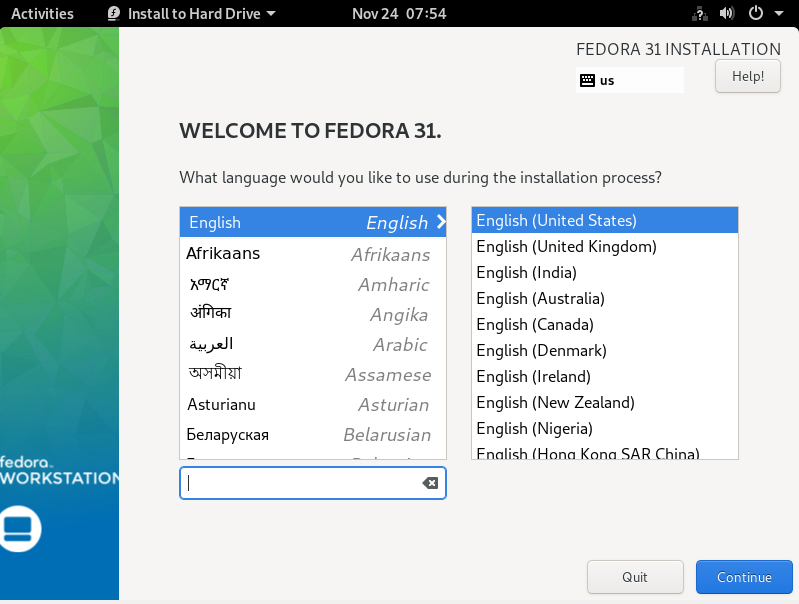 Activities Install to Hard Drive Nov 24 07:54
FEDORA 31 INSTALLATION
us Help!
WELCOME TO FEDORA 31.
What language would you like to use during the installation process?
English English
Afrikaans Afrikaans
አማርኛ Amharic
अंगिका Angika
العربية Arabic
অসমীয়া Assamese
Asturianu Asturian
Беларуская Belarusian
English (United States)
English (United Kingdom)
English (India)
English (Australia)
English (Canada)
English (Denmark)
English (Ireland)
English (New Zealand)
English (Nigeria)
English (Hong Kong SAR China)
fedora
WORKSTATION
Quit Continue